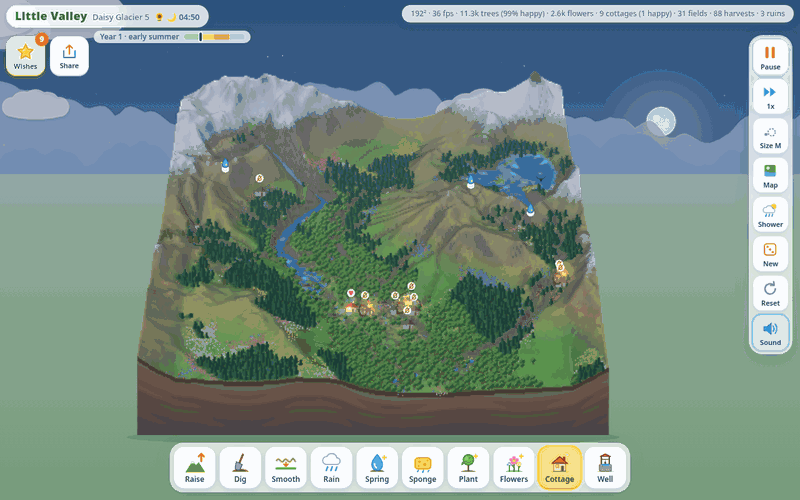 Little Valley Daisy Glacier 5 04:50
192² · 36 fps · 11.3k trees (99% happy) · 2.6k flowers · 9 cottages (1 happy) · 31 fields · 88 harvests · 3 ruins
Year 1 · early summer
9
Wishes
Share
Pause
1x
Size M
Map
Shower
New
Reset
Sound
Raise
Dig
Smooth
Rain
Spring
Sponge
Plant
Flowers
Cottage
Well